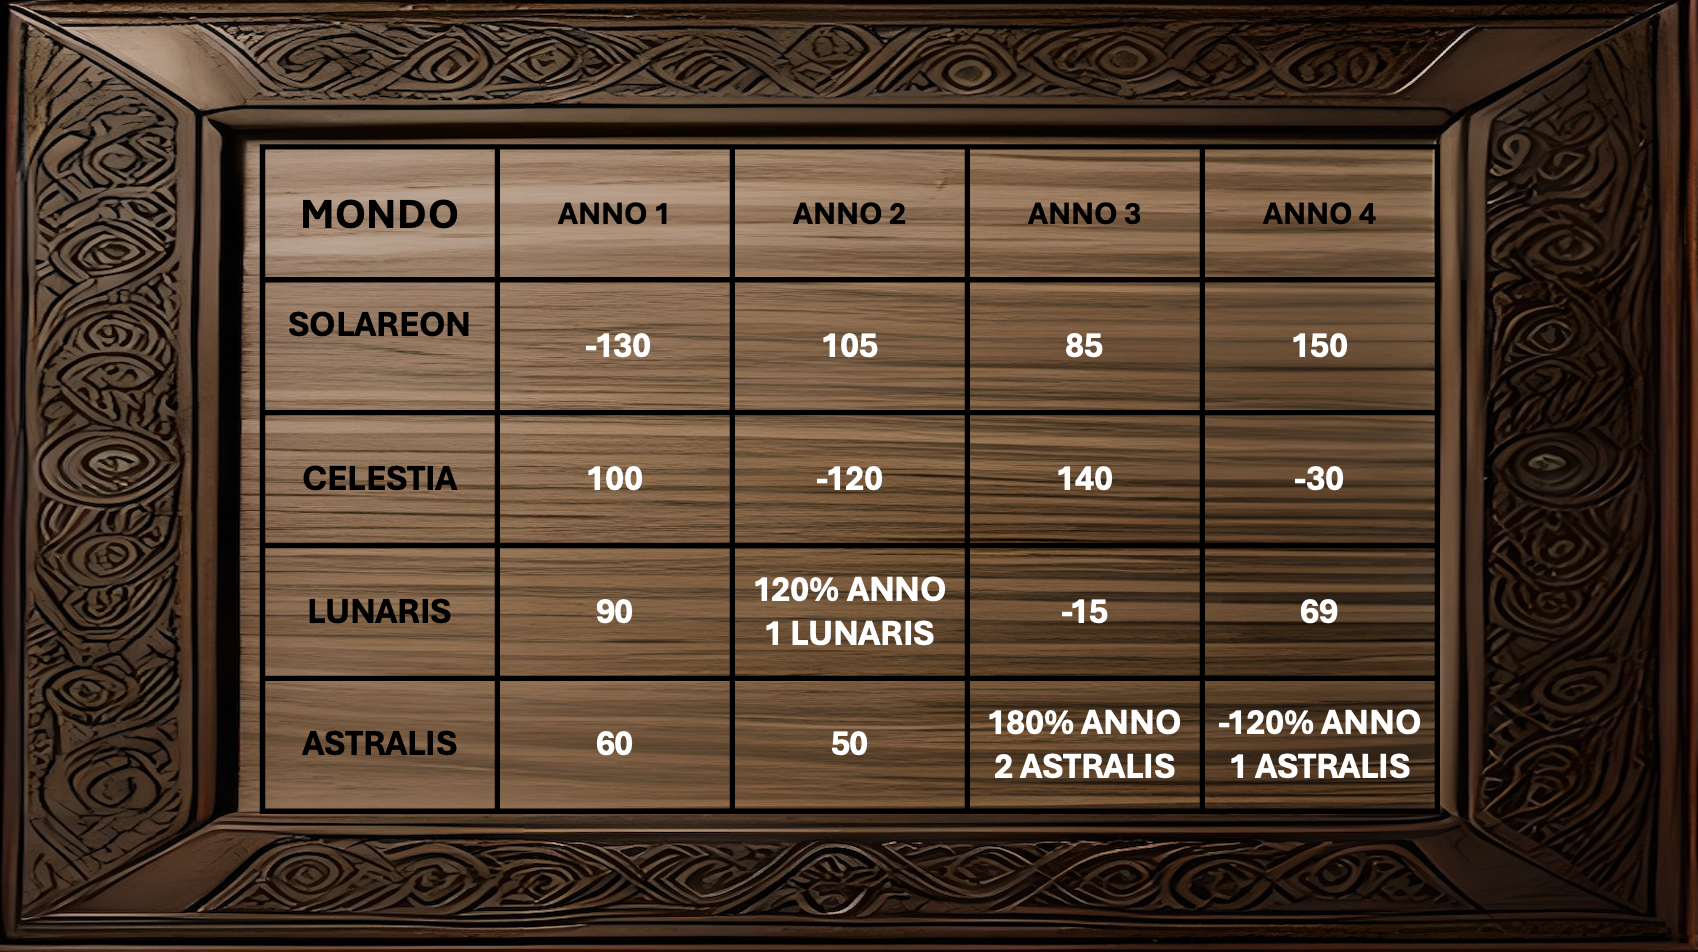 MONDO ANNO 1 ANNO 2 ANNO 3 ANNO 4
SOLAREON -130 105 85 150
CELESTIA 100 -120 140 -30
LUNARIS 90 120% ANNO 1 LUNARIS -15 69
ASTRALIS 60 50 180% ANNO 2 ASTRALIS -120% ANNO 1 ASTRALIS